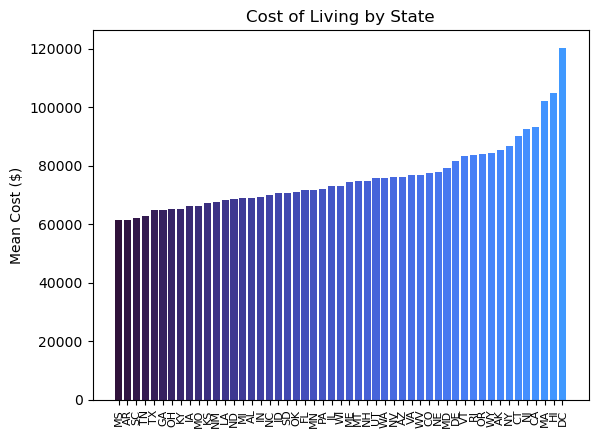 Cost of Living by State
Mean Cost ($)
120000
100000
80000
60000
40000
20000
0
MS AR SC TN TX GA OH KY IA MO KS NM LA ND MI AL IN NC ID SD OK FL MN PA IL WI ME MT NH UT WA NV AZ VA WV CO NE MD DE VT RI OR WY AK NY CT NJ CA MA HI DC